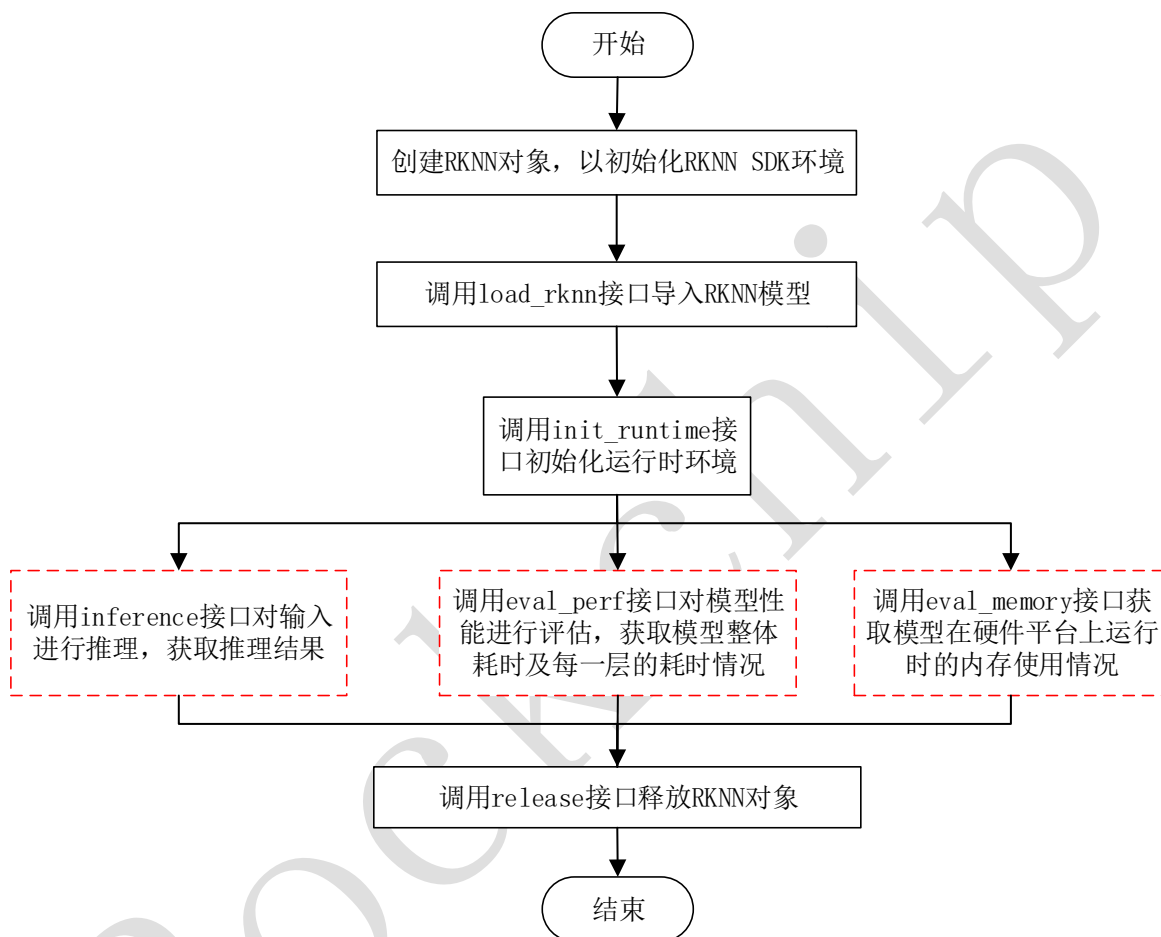 开始
创建RKNN对象，以初始化RKNN SDK环境
调用load_rknn接口导入RKNN模型
调用init_runtime接
口初始化运行时环境
调用inference接口对输入
进行推理，获取推理结果
调用eval_perf接口对模型性
能进行评估，获取模型整体
耗时及每一层的耗时情况
调用eval_memory接口获
取模型在硬件平台上运行
时的内存使用情况
调用release接口释放RKNN对象
结束
Rockchip